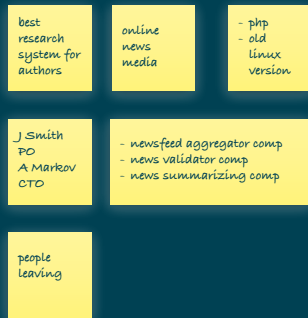 best
research
system for
authors
online
news
media
- php
- old
linux
version
J Smith
PO
A Markov
CTO
- newsfeed aggregator comp
- news validator comp
- news summarizing comp
people
leaving